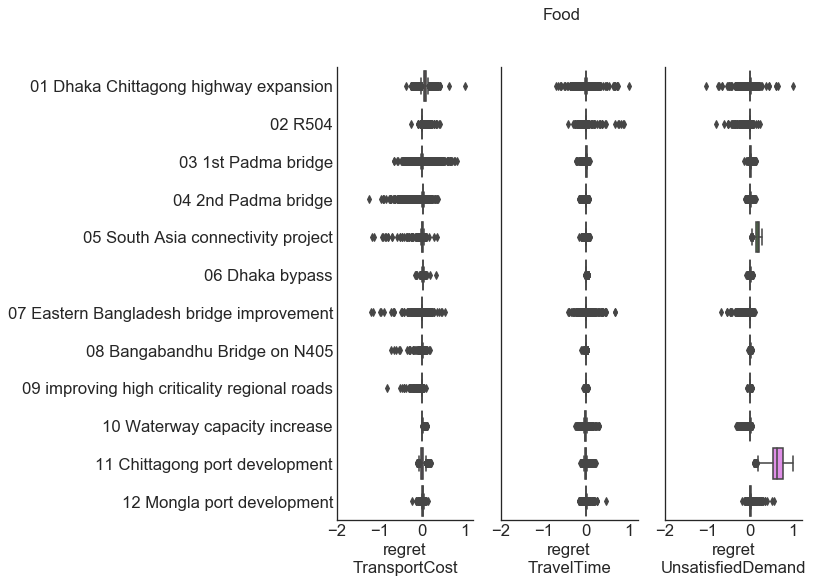 Food
01 Dhaka Chittagong highway expansion
02 R504
03 1st Padma bridge
04 2nd Padma bridge
05 South Asia connectivity project
06 Dhaka bypass
07 Eastern Bangladesh bridge improvement
08 Bangabandhu Bridge on N405
09 improving high criticality regional roads
10 Waterway capacity increase
11 Chittagong port development
12 Mongla port development
−2 −1 0 1 −2 −1 0 1 −2 −1 0 1
regret regret regret
TransportCost TravelTime UnsatisfiedDemand